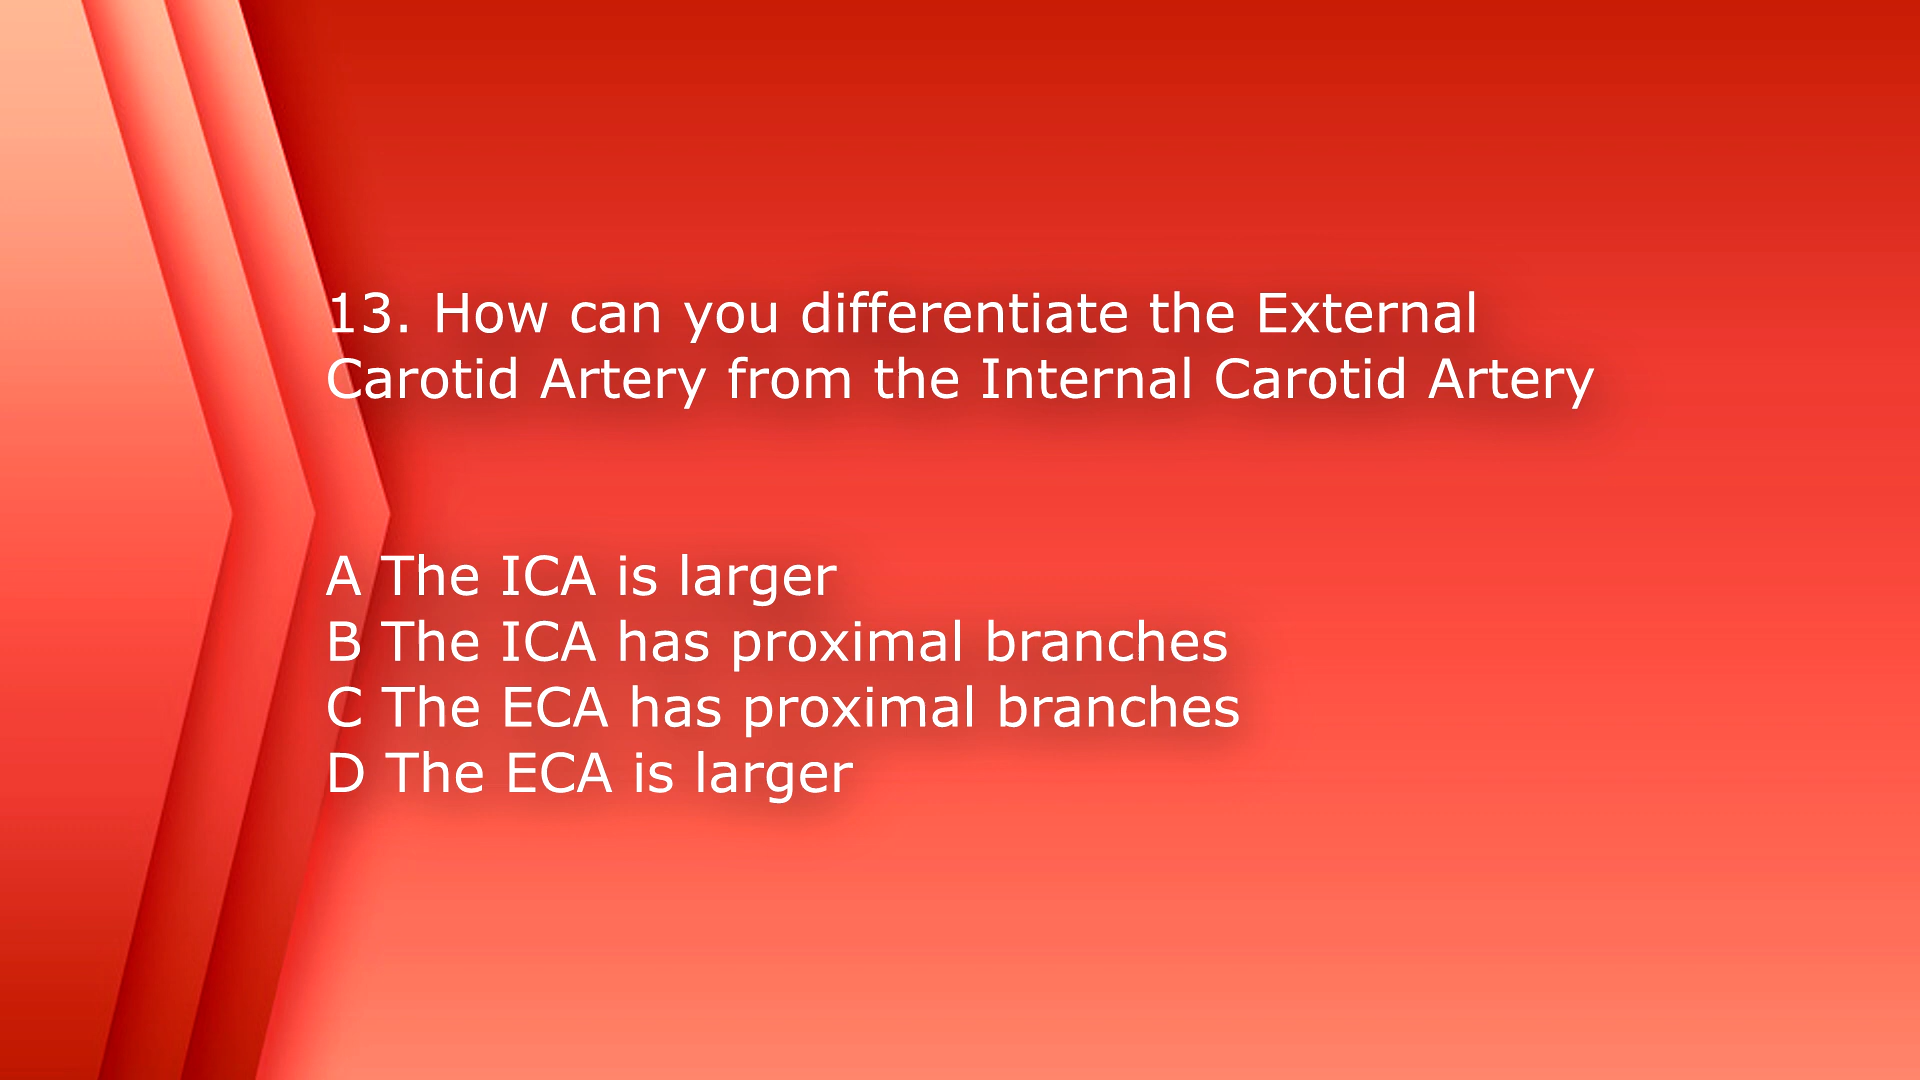 13. How can you differentiate the External
Carotid Artery from the Internal Carotid Artery
A The ICA is larger
B The ICA has proximal branches
C The ECA has proximal branches
D The ECA is larger